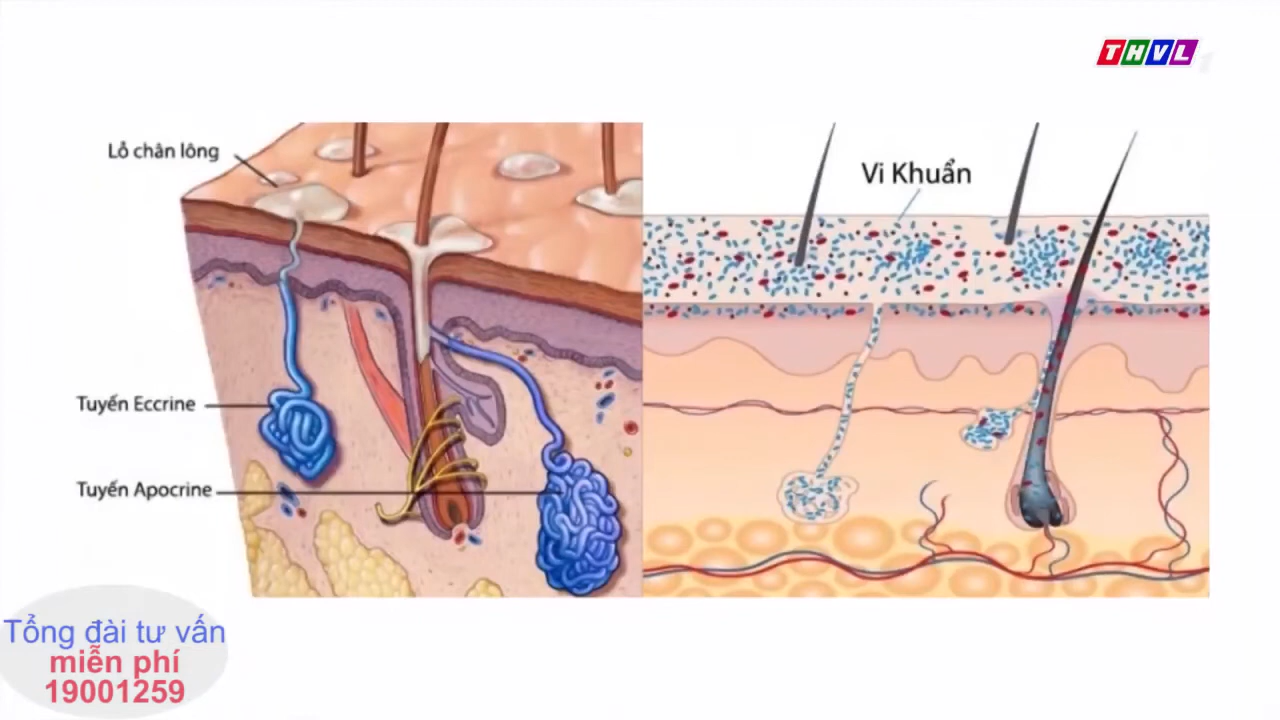 THVL
Lỗ chân lông
Vi Khuẩn
Tuyến Eccrine
Tuyến Apocrine
Tổng đài tư vấn
miễn phí
19001259